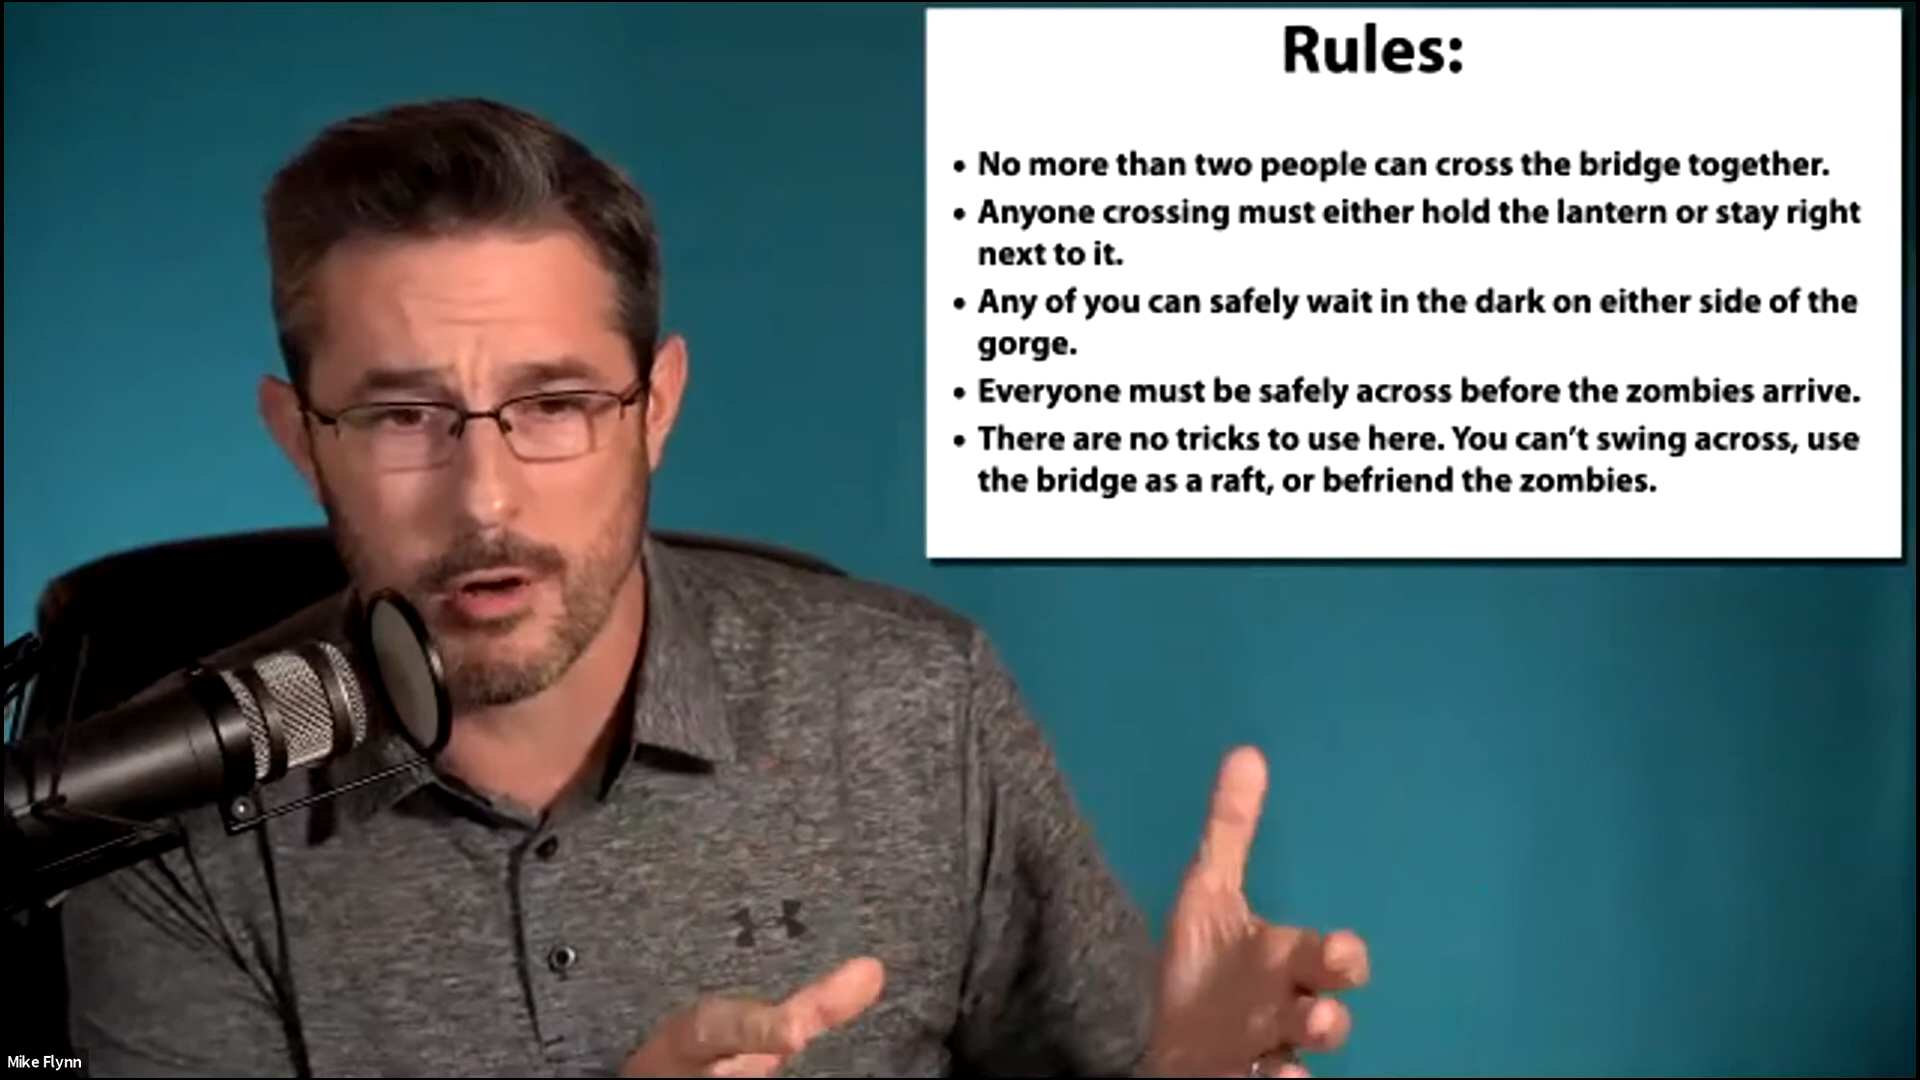 Rules:
• No more than two people can cross the bridge together.
• Anyone crossing must either hold the lantern or stay right
next to it.
• Any of you can safely wait in the dark on either side of the
gorge.
• Everyone must be safely across before the zombies arrive.
• There are no tricks to use here. You can’t swing across, use
the bridge as a raft, or befriend the zombies.
Mike Flynn